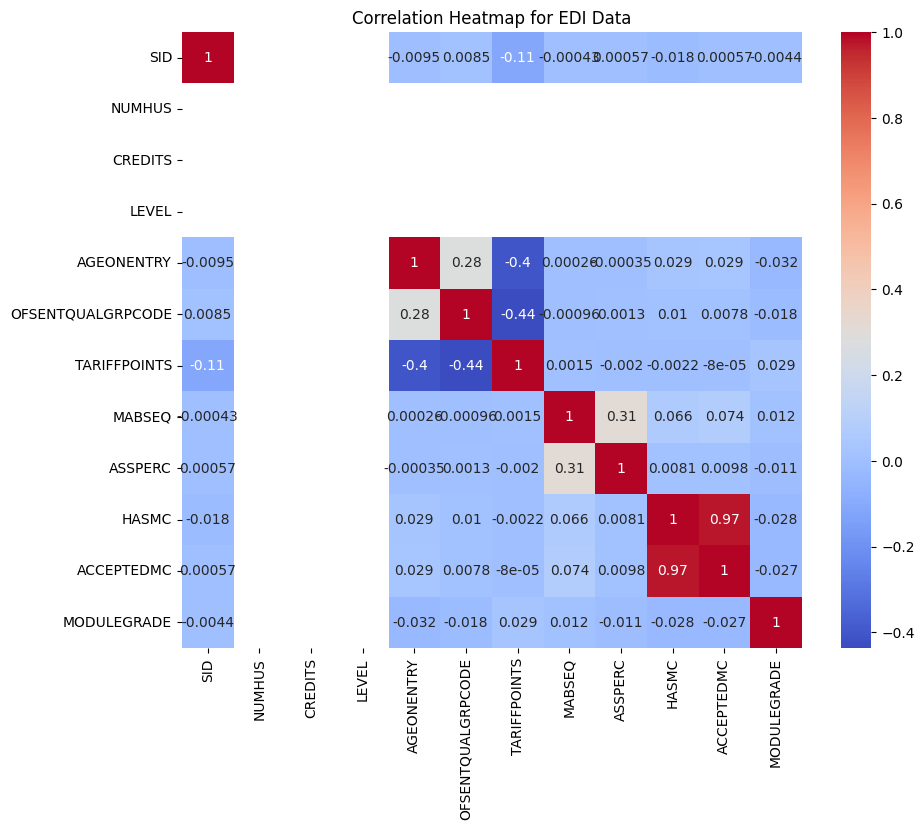 Correlation Heatmap for EDI Data
SID 1 -0.0095 0.0085 -0.11 -0.00043 0.00057 -0.018 0.00057 -0.0044
NUMHUS
CREDITS
LEVEL
AGEONENTRY -0.0095 1 0.28 -0.4 0.00026 -0.00035 0.029 0.029 -0.032
OFSENTQUALGRPCODE 0.0085 0.28 1 -0.44 -0.00096 0.0013 0.01 0.0078 -0.018
TARIFFPOINTS -0.11 -0.4 -0.44 1 0.0015 -0.002 -0.0022 -8e-05 0.029
MABSEQ -0.00043 0.00026 -0.00096 0.0015 1 0.31 0.066 0.074 0.012
ASSPERC -0.00057 -0.00035 0.0013 -0.002 0.31 1 0.0081 0.0098 -0.011
HASMC -0.018 0.029 0.01 -0.0022 0.066 0.0081 1 0.97 -0.028
ACCEPTEDMC -0.00057 0.029 0.0078 -8e-05 0.074 0.0098 0.97 1 -0.027
MODULEGRADE -0.0044 -0.032 -0.018 0.029 0.012 -0.011 -0.028 -0.027 1
SID
NUMHUS
CREDITS
LEVEL
AGEONENTRY
OFSENTQUALGRPCODE
TARIFFPOINTS
MABSEQ
ASSPERC
HASMC
ACCEPTEDMC
MODULEGRADE
1.0
0.8
0.6
0.4
0.2
0.0
−0.2
−0.4